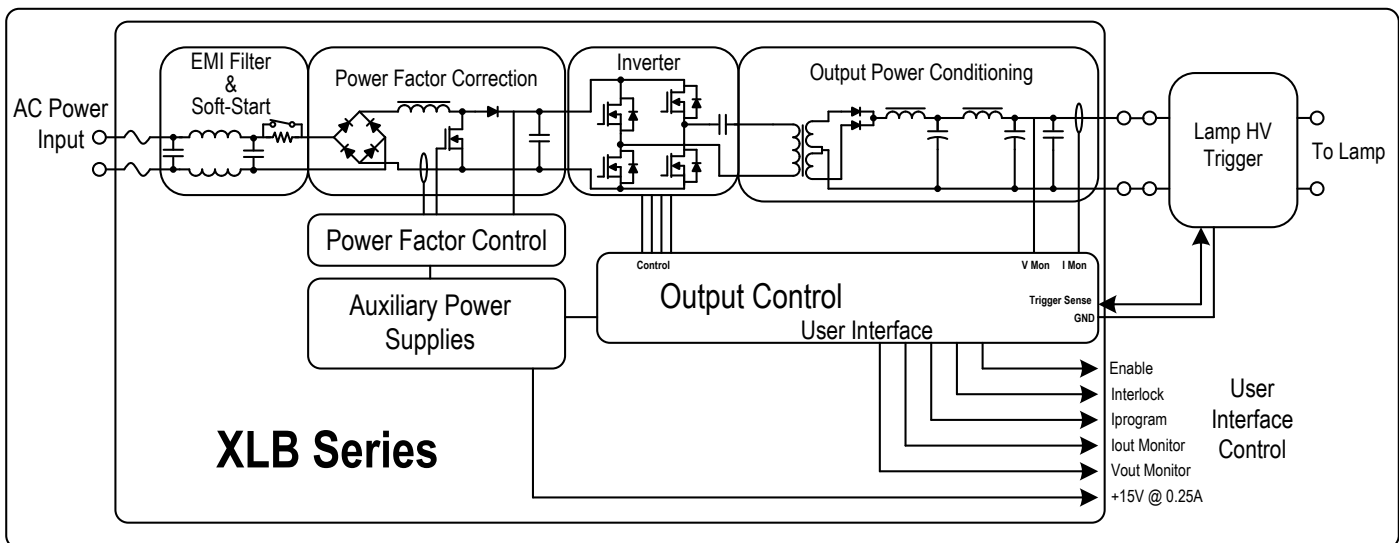 EMI Filter
&
Soft-Start
Power Factor Correction
Inverter
Output Power Conditioning
AC Power
Input
Lamp HV
Trigger
To Lamp
Power Factor Control
Control
V Mon
I Mon
Output Control
Trigger Sense
GND
User Interface
Auxiliary Power
Supplies
Enable
Interlock
Iprogram
Iout Monitor
Vout Monitor
+15V @ 0.25A
User
Interface
Control
XLB Series